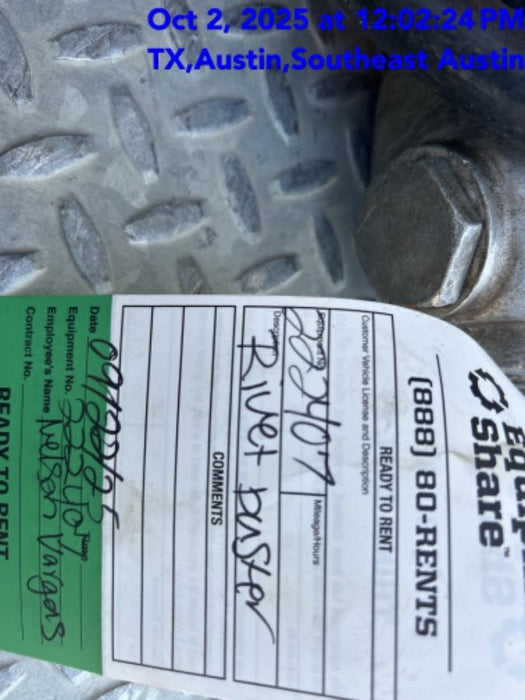 Oct 2, 2025 at 12:02:24 PM
TX,Austin,Southeast Austin
Share™
(888) 80-RENTS
READY TO RENT
Customer Vehicle License and Description
Mileage/Hours
Description
Rivet buster
COMMENTS
Date
Equipment No.
Employee's Name Nelson Vargas
Contract No.
READY TO RENT